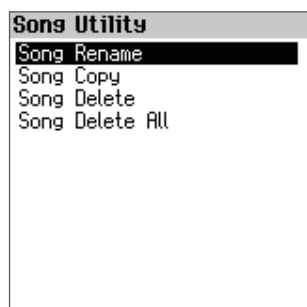 Song Utility
Song Rename
Song Copy
Song Delete
Song Delete All